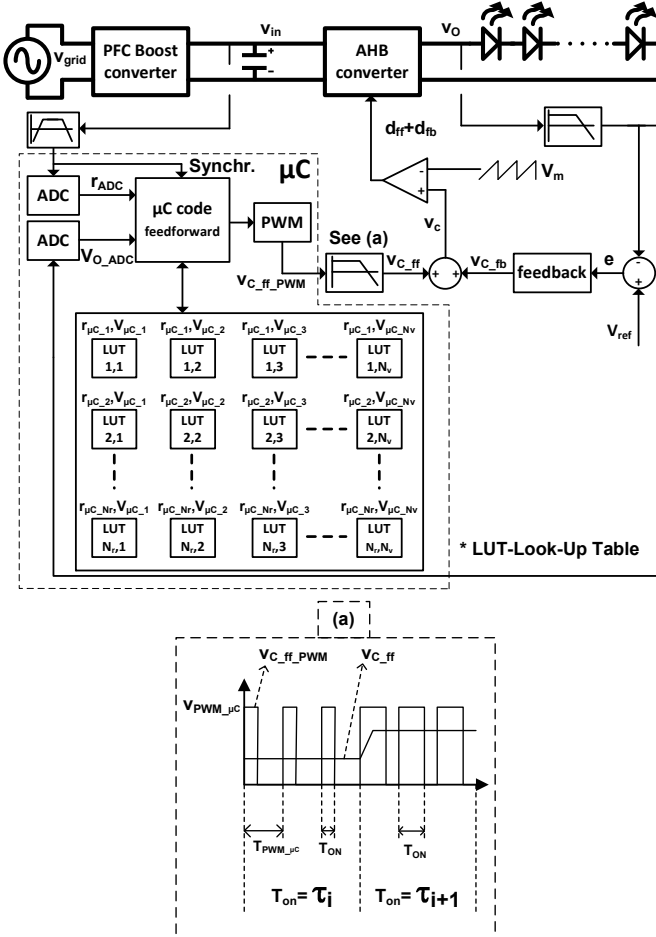 v_grid
PFC Boost
converter
v_in
AHB
converter
v_O
d_ff+d_fb
Synchr.
μC
V_m
ADC
r_ADC
μC code
feedforward
PWM
ADC
V_O_ADC
See (a)
v_c
v_C_ff_PWM
v_C_ff
v_C_fb
feedback
e
V_ref
r_μC_1,V_μC_1
r_μC_1,V_μC_2
r_μC_1,V_μC_3
r_μC_1,V_μC_Nv
LUT
1,1
LUT
1,2
LUT
1,3
LUT
1,N_v
r_μC_2,V_μC_1
r_μC_2,V_μC_2
r_μC_2,V_μC_3
r_μC_2,V_μC_Nv
LUT
2,1
LUT
2,2
LUT
2,3
LUT
2,N_v
r_μC_Nr,V_μC_1
r_μC_Nr,V_μC_2
r_μC_Nr,V_μC_3
r_μC_Nr,V_μC_Nv
LUT
N_r,1
LUT
N_r,2
LUT
N_r,3
LUT
N_r,N_v
* LUT-Look-Up Table
(a)
v_C_ff_PWM
v_C_ff
v_PWM_μC
T_PWM_μC
T_ON
T_ON
T_on= τ_i
T_on= τ_i+1